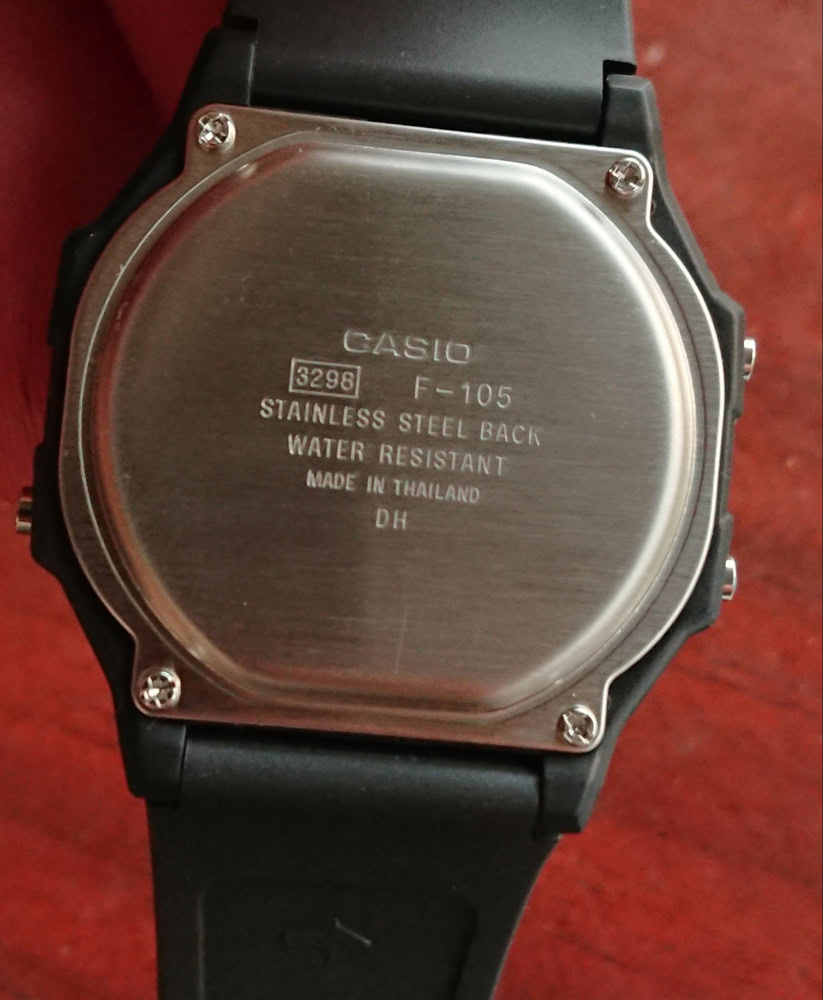 CASIO
3298 F-105
STAINLESS STEEL BACK
WATER RESISTANT
MADE IN THAILAND
DH